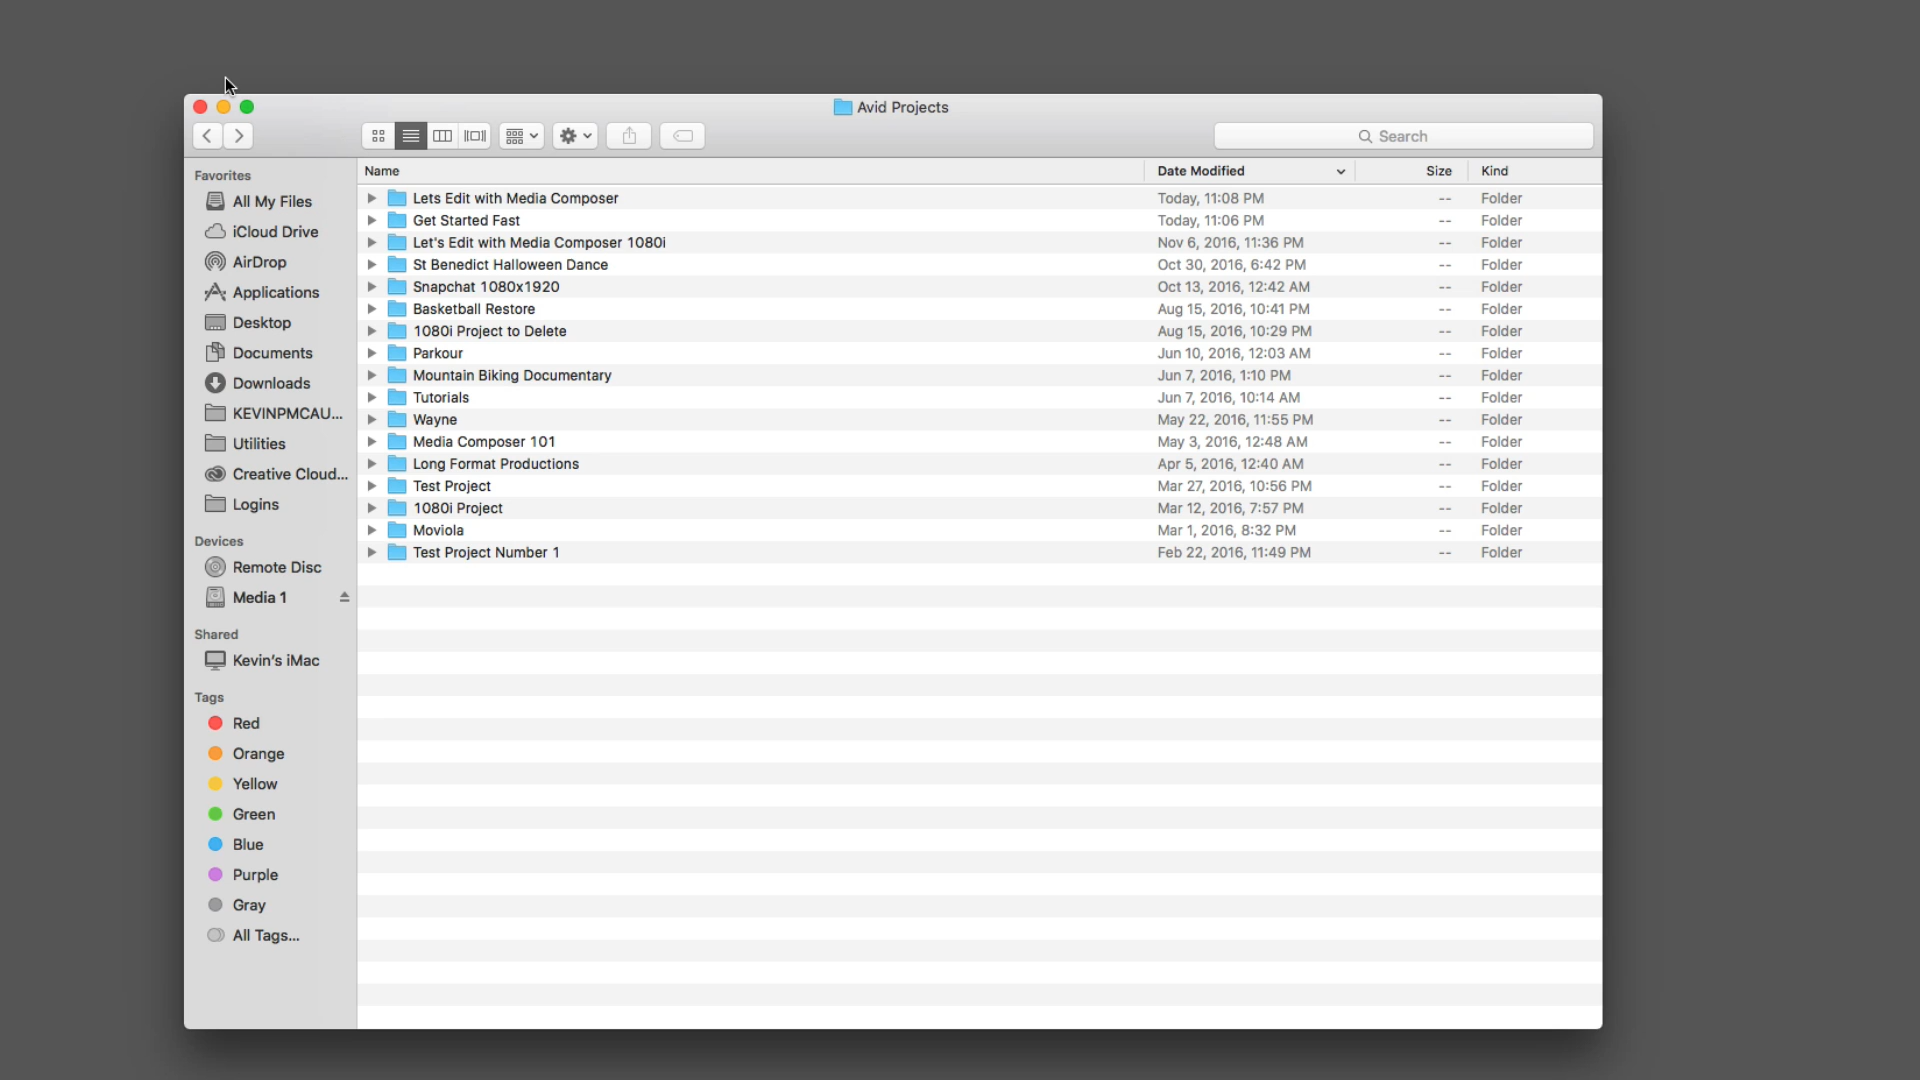 Avid Projects
Search
Favorites
All My Files
iCloud Drive
AirDrop
Applications
Desktop
Documents
Downloads
KEVINPMCAU...
Utilities
Creative Cloud...
Logins
Devices
Remote Disc
Media 1
Shared
Kevin's iMac
Tags
Red
Orange
Yellow
Green
Blue
Purple
Gray
All Tags...
Name Date Modified Size Kind
Lets Edit with Media Composer Today, 11:08 PM -- Folder
Get Started Fast Today, 11:06 PM -- Folder
Let's Edit with Media Composer 1080i Nov 6, 2016, 11:36 PM -- Folder
St Benedict Halloween Dance Oct 30, 2016, 6:42 PM -- Folder
Snapchat 1080x1920 Oct 13, 2016, 12:42 AM -- Folder
Basketball Restore Aug 15, 2016, 10:41 PM -- Folder
1080i Project to Delete Aug 15, 2016, 10:29 PM -- Folder
Parkour Jun 10, 2016, 12:03 AM -- Folder
Mountain Biking Documentary Jun 7, 2016, 1:10 PM -- Folder
Tutorials Jun 7, 2016, 10:14 AM -- Folder
Wayne May 22, 2016, 11:55 PM -- Folder
Media Composer 101 May 3, 2016, 12:48 AM -- Folder
Long Format Productions Apr 5, 2016, 12:40 AM -- Folder
Test Project Mar 27, 2016, 10:56 PM -- Folder
1080i Project Mar 12, 2016, 7:57 PM -- Folder
Moviola Mar 1, 2016, 8:32 PM -- Folder
Test Project Number 1 Feb 22, 2016, 11:49 PM -- Folder